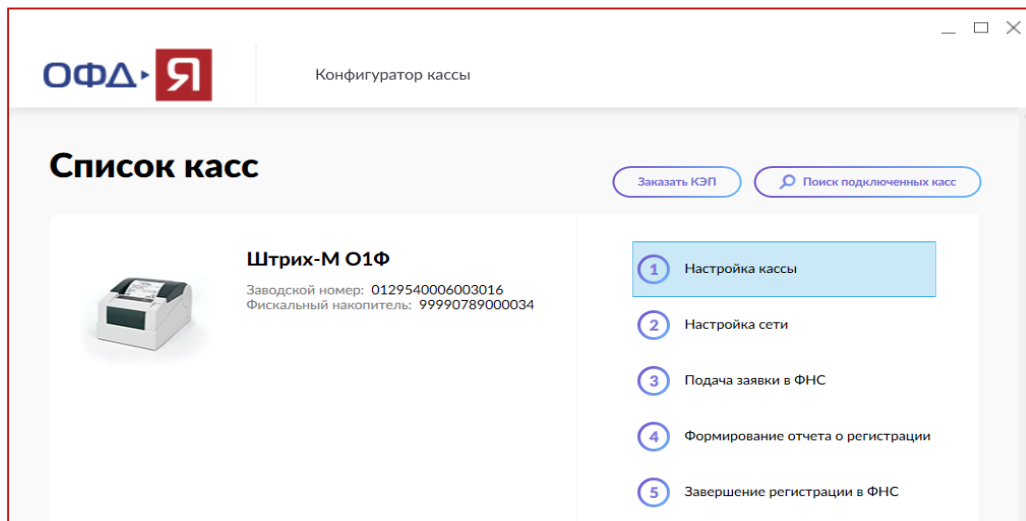 ОФД Я
Конфигуратор кассы
Список касс
Заказать КЭП
Поиск подключенных касс
Штрих-М О1Ф
Заводской номер: 0129540006003016
Фискальный накопитель: 99990789000034
1 Настройка кассы
2 Настройка сети
3 Подача заявки в ФНС
4 Формирование отчета о регистрации
5 Завершение регистрации в ФНС